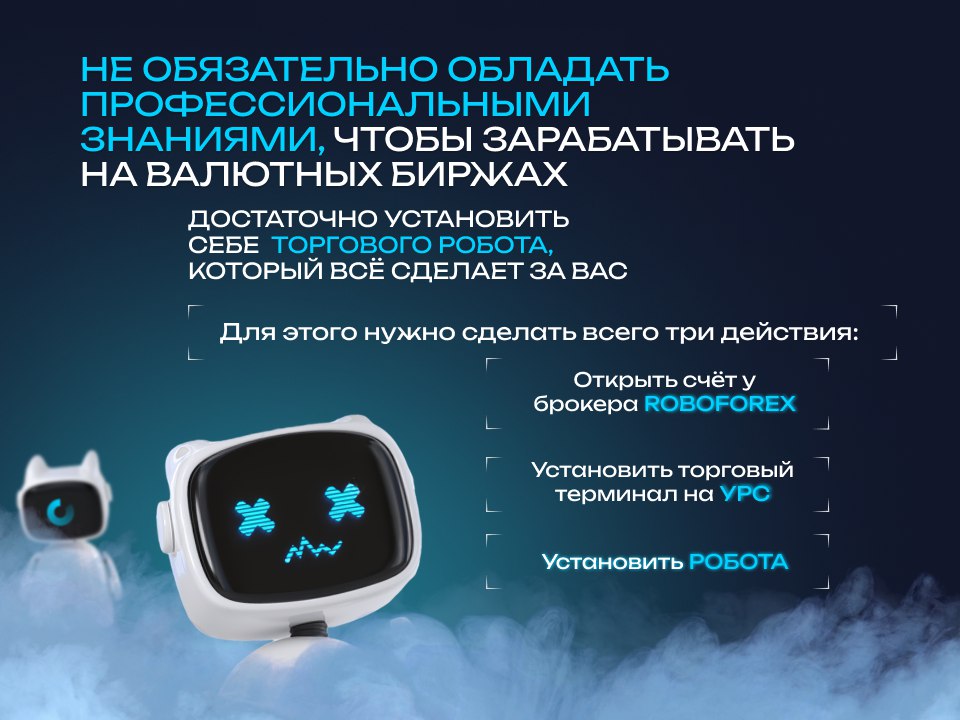 НЕ ОБЯЗАТЕЛЬНО ОБЛАДАТЬ
ПРОФЕССИОНАЛЬНЫМИ
ЗНАНИЯМИ, ЧТОБЫ ЗАРАБАТЫВАТЬ
НА ВАЛЮТНЫХ БИРЖАХ
ДОСТАТОЧНО УСТАНОВИТЬ
СЕБЕ ТОРГОВОГО РОБОТА,
КОТОРЫЙ ВСЁ СДЕЛАЕТ ЗА ВАС
Для этого нужно сделать всего три действия:
Открыть счёт у
брокера ROBOFOREX
Установить торговый
терминал на УРС
Установить РОБОТА